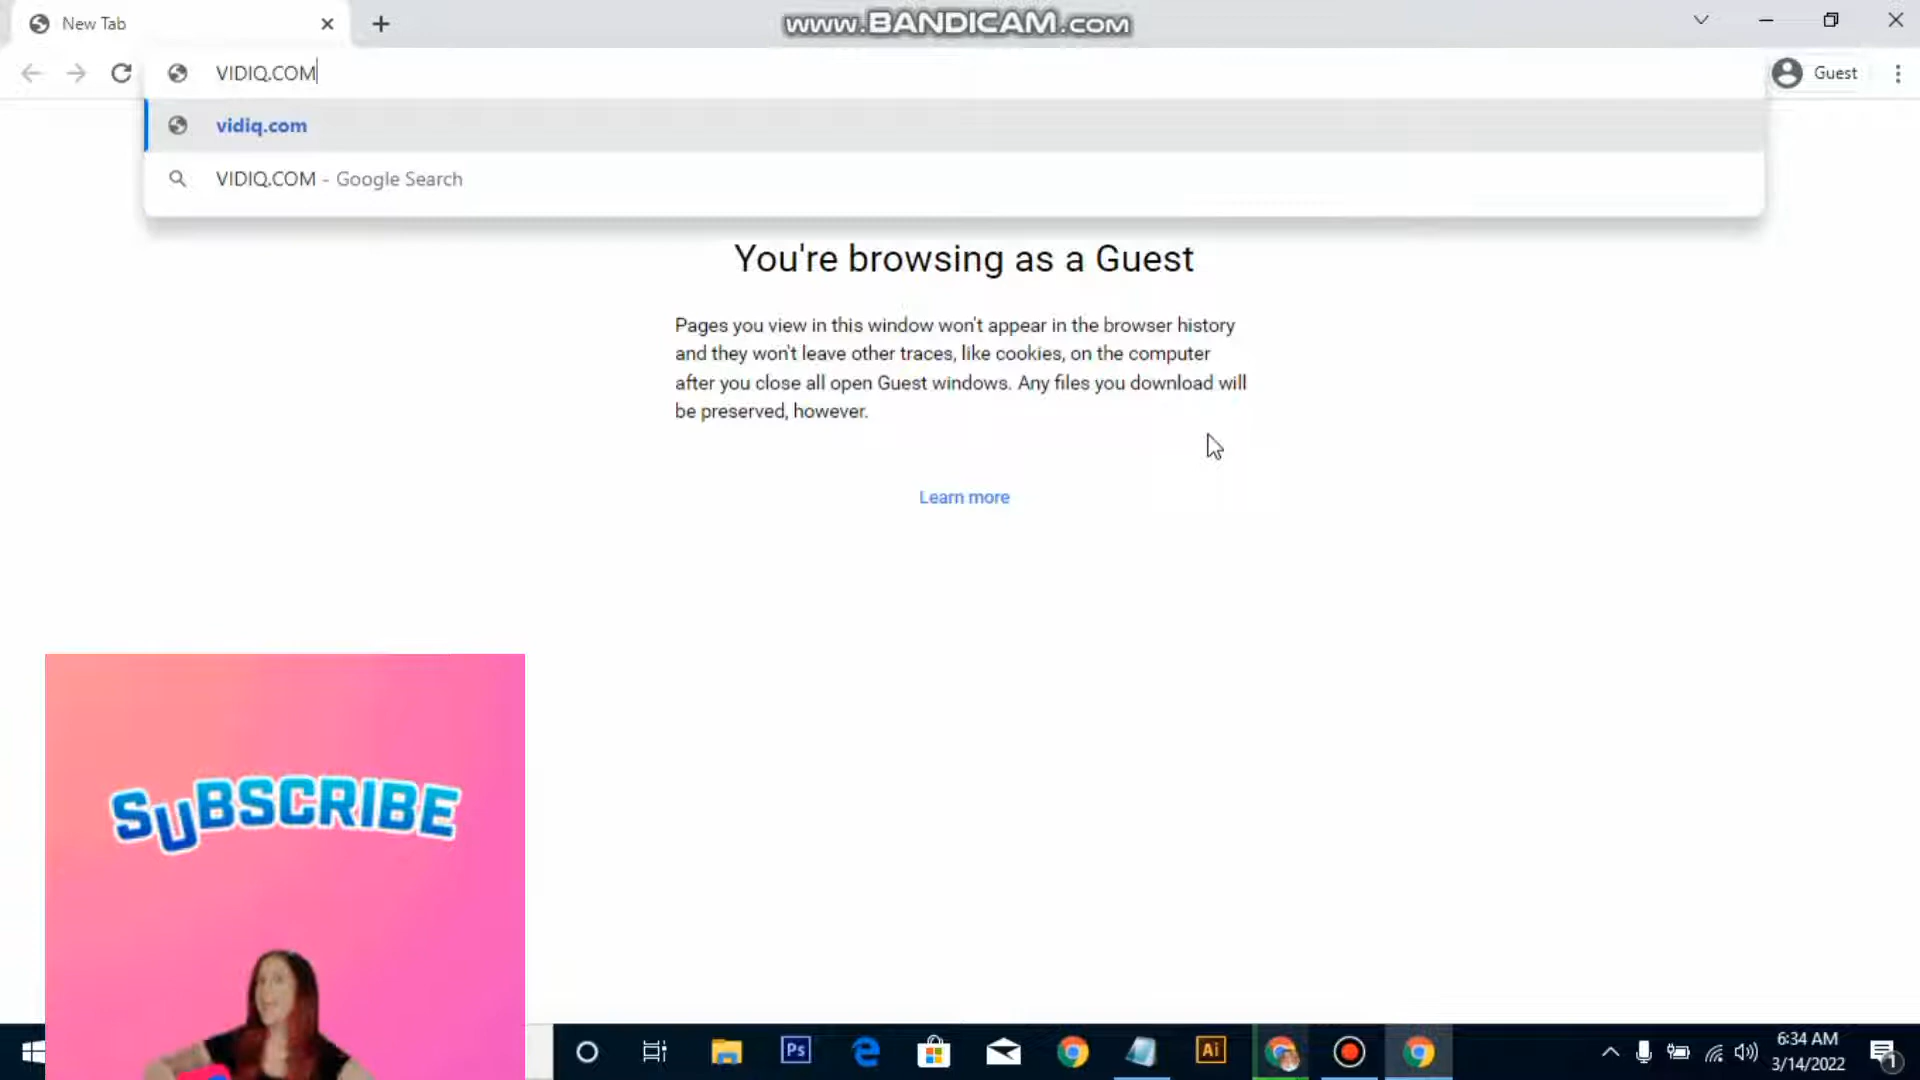 New Tab
www.BANDICAM.com
VIDIQ.COM
Guest
vidiq.com
VIDIQ.COM - Google Search
You're browsing as a Guest
Pages you view in this window won't appear in the browser history
and they won't leave other traces, like cookies, on the computer
after you close all open Guest windows. Any files you download will
be preserved, however.
Learn more
SUBSCRIBE
Ps
Ai
6:34 AM
3/14/2022
1